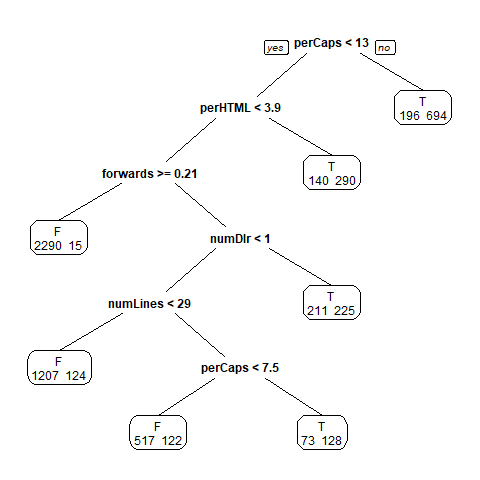 yes perCaps < 13 no
T
196 694
perHTML < 3.9
T
140 290
forwards >= 0.21
F
2290 15
numDlr < 1
T
211 225
numLines < 29
F
1207 124
perCaps < 7.5
F
517 122
T
73 128